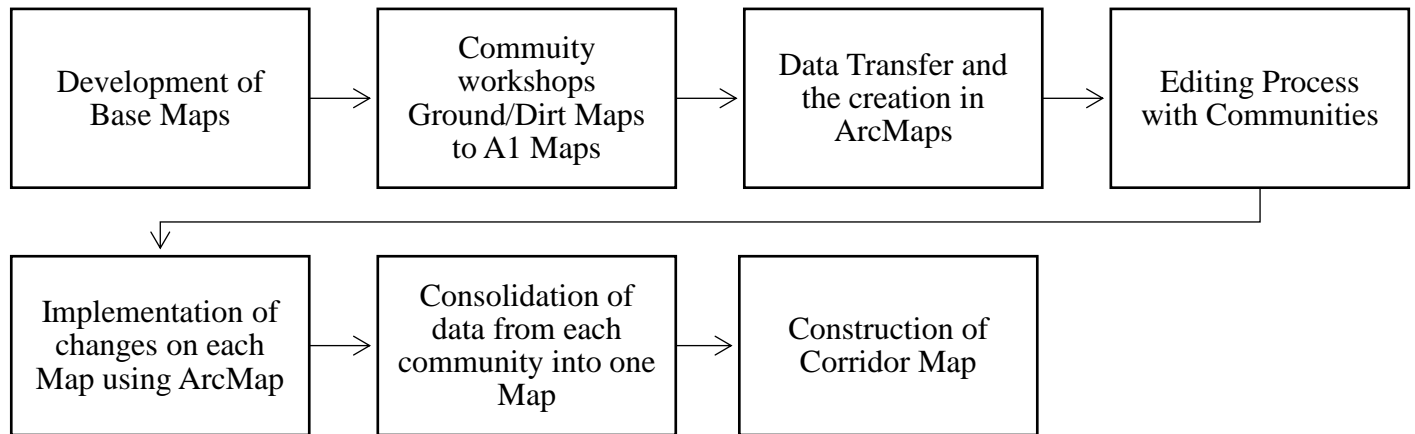 Development of
Base Maps
Commuity
workshops
Ground/Dirt Maps
to A1 Maps
Data Transfer and
the creation in
ArcMaps
Editing Process
with Communities
Implementation of
changes on each
Map using ArcMap
Consolidation of
data from each
community into one
Map
Construction of
Corridor Map